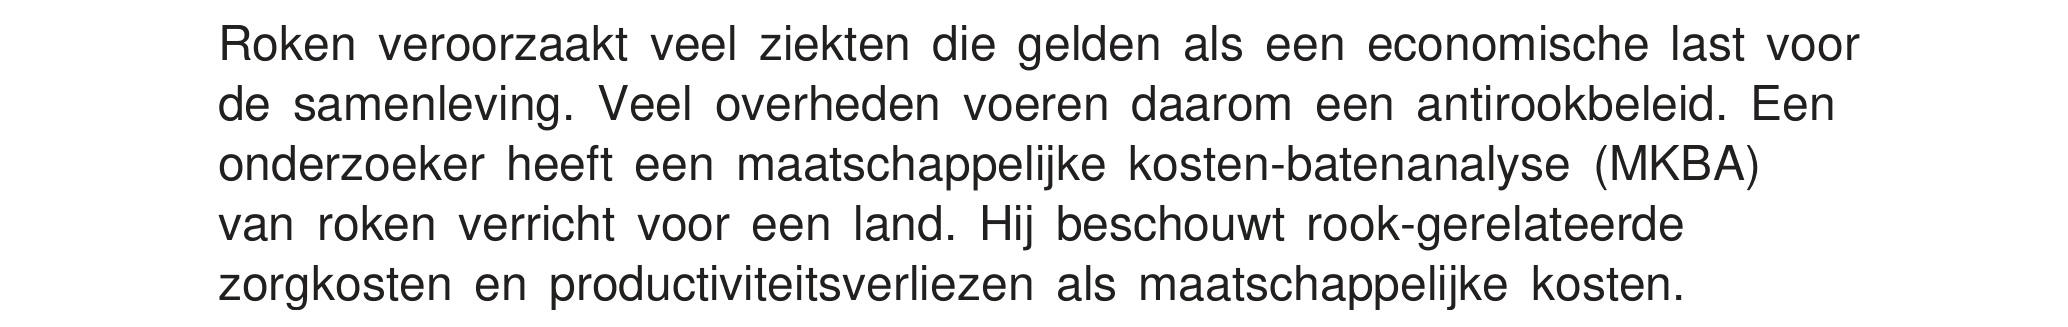 Roken veroorzaakt veel ziekten die gelden als een economische last voor
de samenleving. Veel overheden voeren daarom een antirookbeleid. Een
onderzoeker heeft een maatschappelijke kosten-batenanalyse (MKBA)
van roken verricht voor een land. Hij beschouwt rook-gerelateerde
zorgkosten en productiviteitsverliezen als maatschappelijke kosten.